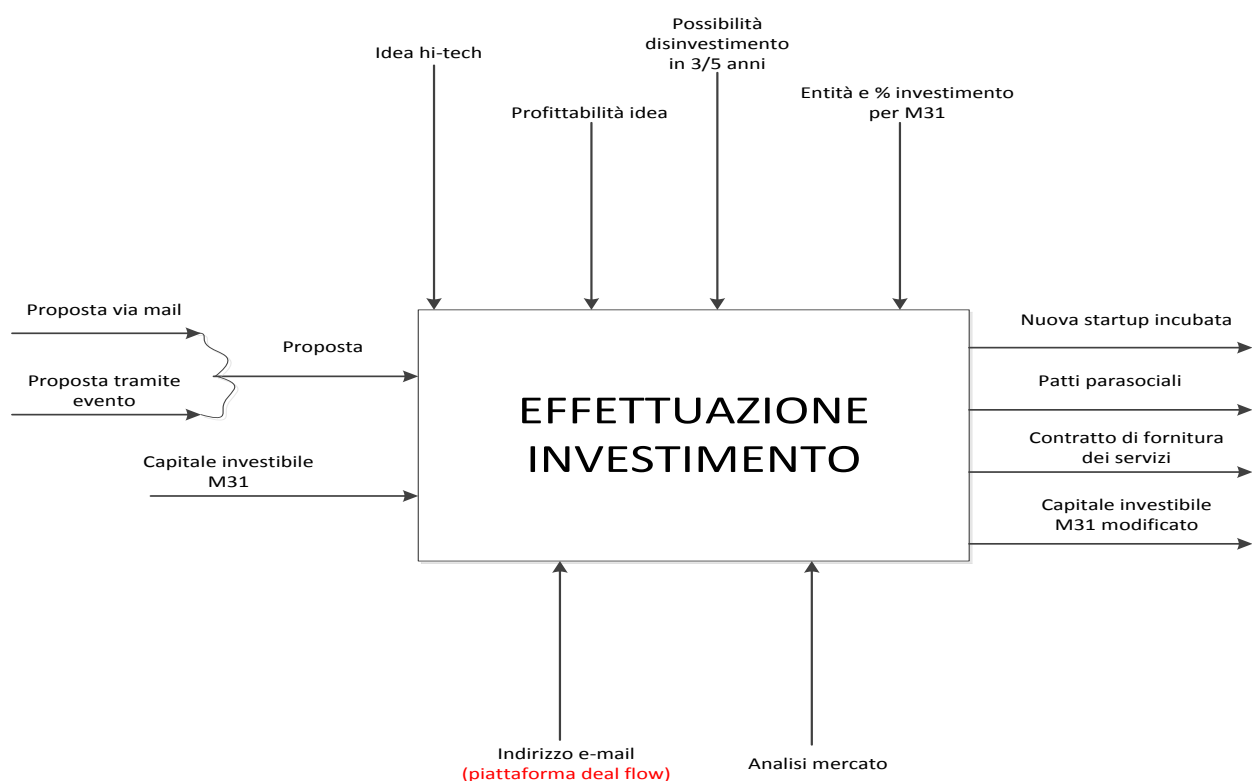 Possibilità
disinvestimento
in 3/5 anni
Idea hi-tech
Profittabilità idea
Entità e % investimento
per M31
Proposta via mail
Proposta
Proposta tramite
evento
Capitale investibile
M31
EFFETTUAZIONE
INVESTIMENTO
Nuova startup incubata
Patti parasociali
Contratto di fornitura
dei servizi
Capitale investibile
M31 modificato
Indirizzo e-mail
(piattaforma deal flow)
Analisi mercato